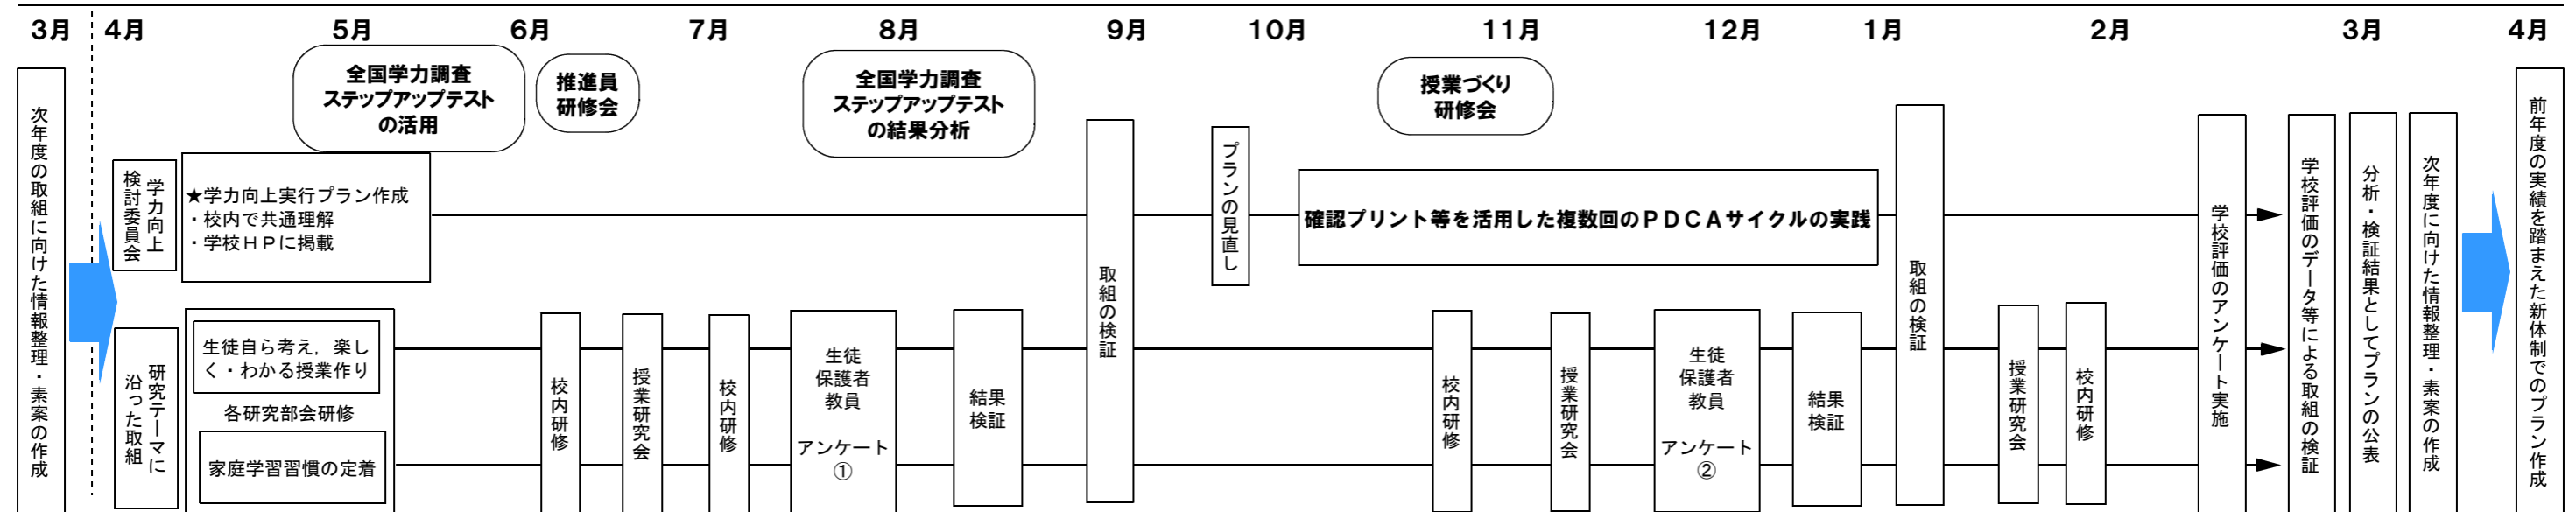 3月 4月 5月 6月 7月 8月 9月 10月 11月 12月 1月 2月 3月 4月
全国学力調査
ステップアップテスト
の活用
推進員
研修会
全国学力調査
ステップアップテスト
の結果分析
授業づくり
研修会
次年度の取組に向けた情報整理・素案の作成
学力向上
検討委員会
★学力向上実行プラン作成
・校内で共通理解
・学校HPに掲載
取組の検証
プランの見直し
確認プリント等を活用した複数回のPDCAサイクルの実践
取組の検証
学校評価のアンケート実施
学校評価のデータ等による取組の検証
分析・検証結果としてプランの公表
次年度に向けた情報整理・素案の作成
前年度の実績を踏まえた新体制でのプラン作成
研究テーマに
沿った取組
生徒自ら考え，楽し
く・わかる授業作り
各研究部会研修
家庭学習習慣の定着
校内研修
授業研究会
校内研修
生徒
保護者
教員
アンケート
①
結果
検証
校内研修
授業研究会
生徒
保護者
教員
アンケート
②
結果
検証
授業研究会
校内研修